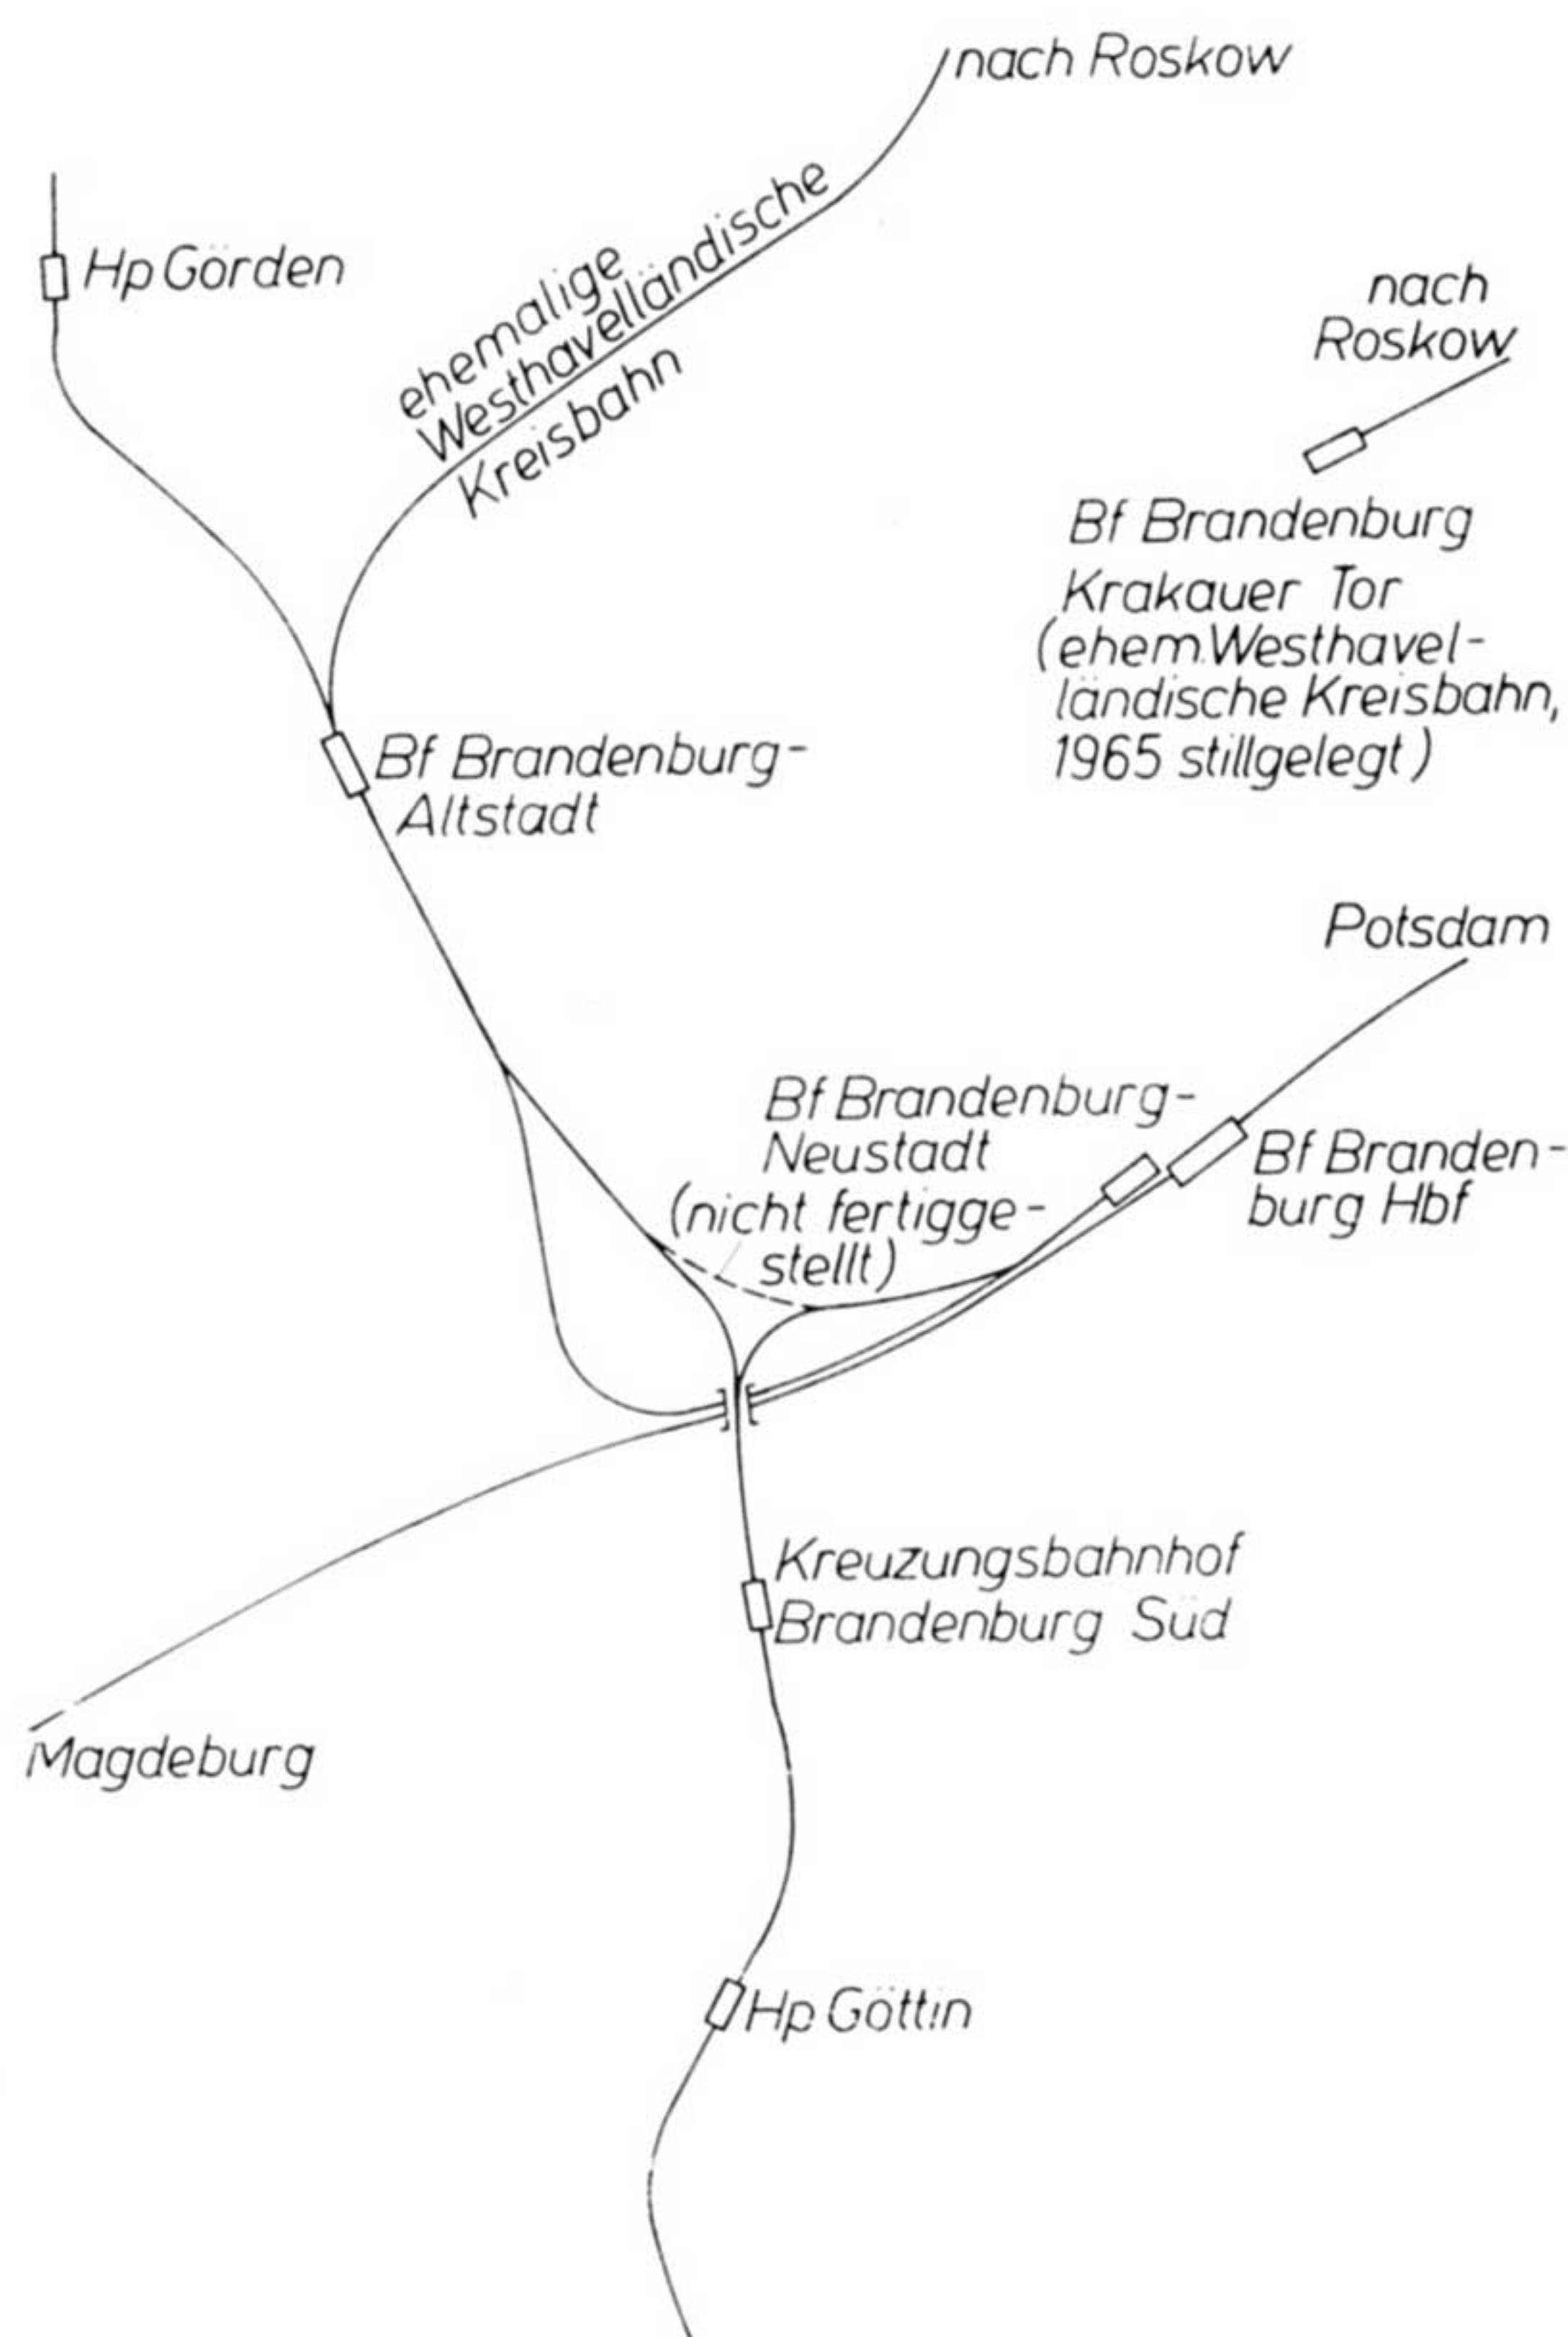 nach Roskow
Hp Görden
ehemalige
Westhavelländische
Kreisbahn
nach
Roskow
Bf Brandenburg
Krakauer Tor
(ehem. Westhavel-
ländische Kreisbahn,
1965 stillgelegt)
Bf Brandenburg-
Altstadt
Potsdam
Bf Brandenburg-
Neustadt
(nicht fertigge-
stellt)
Bf Branden-
burg Hbf
Kreuzungsbahnhof
Brandenburg Süd
Magdeburg
Hp Göttin